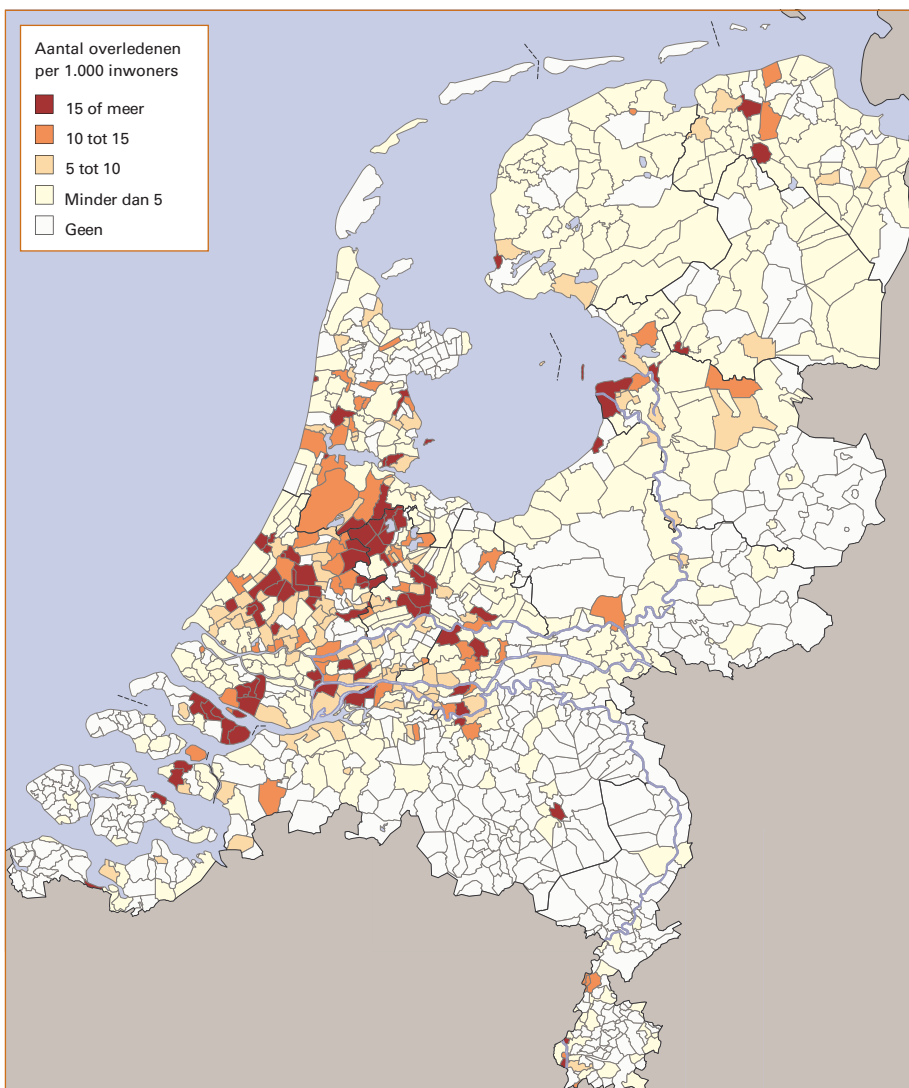 Aantal overledenen
per 1.000 inwoners
15 of meer
10 tot 15
5 tot 10
Minder dan 5
Geen